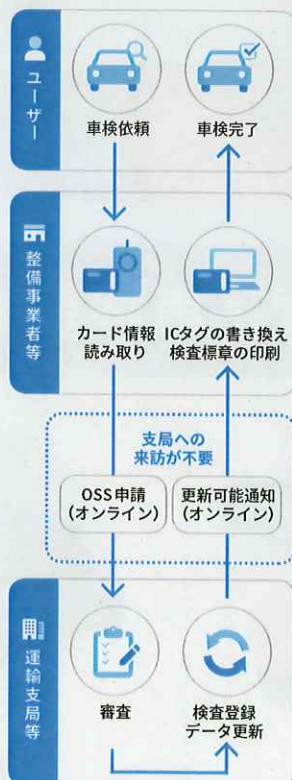 ユーザー
車検依頼
車検完了
整備事業者等
カード情報
読み取り
ICタグの書き換え
検査標章の印刷
支局への
来訪が不要
OSS申請
(オンライン)
更新可能通知
(オンライン)
運輸支局等
審査
検査登録
データ更新